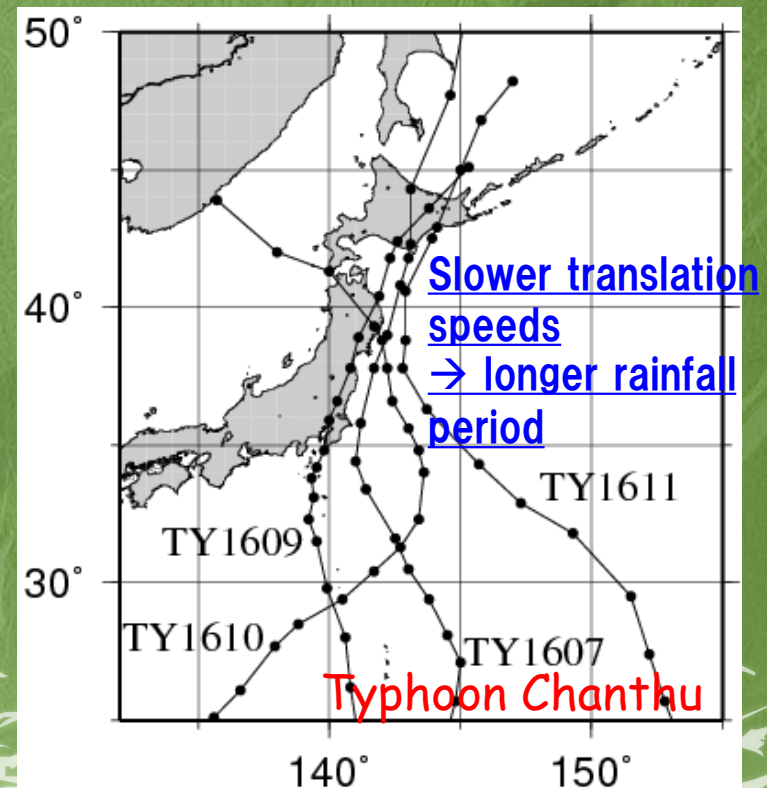 50°
40°
30°
140°
150°
Slower translation
speeds
→ longer rainfall
period
TY1611
TY1609
TY1610
TY1607
Typhoon Chanthu